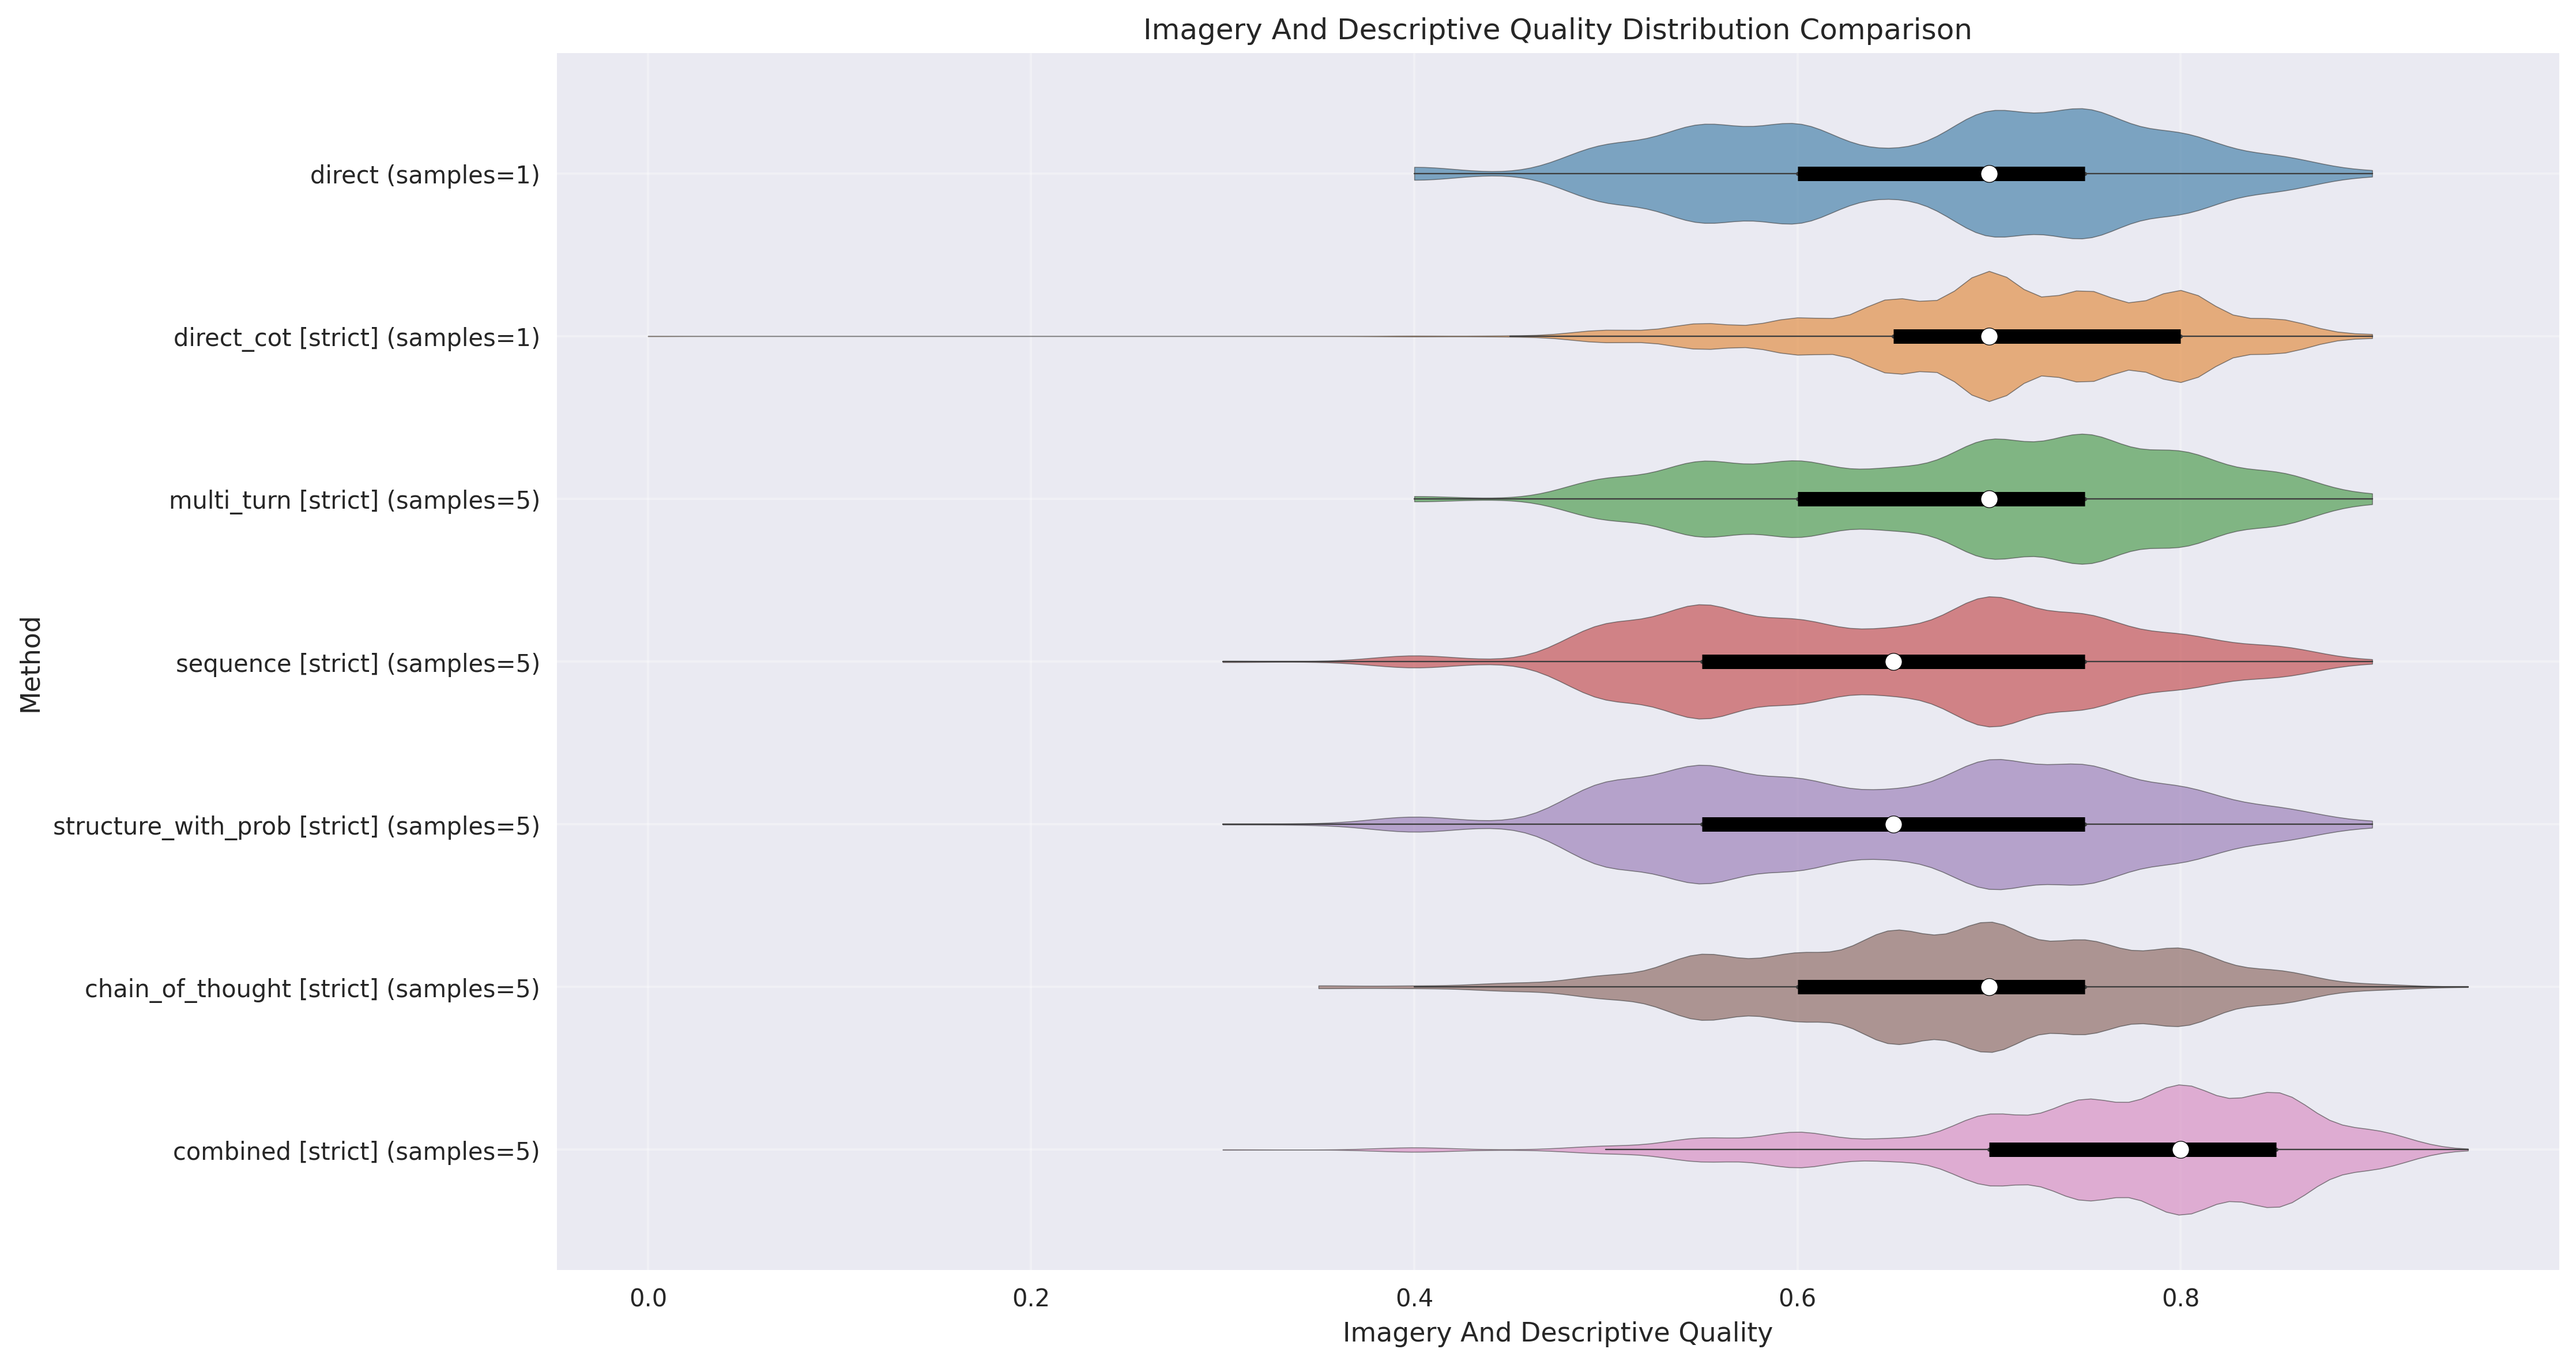 Imagery And Descriptive Quality Distribution Comparison
direct (samples=1)
direct_cot [strict] (samples=1)
multi_turn [strict] (samples=5)
sequence [strict] (samples=5)
structure_with_prob [strict] (samples=5)
chain_of_thought [strict] (samples=5)
combined [strict] (samples=5)
Method
0.0 0.2 0.4 0.6 0.8
Imagery And Descriptive Quality